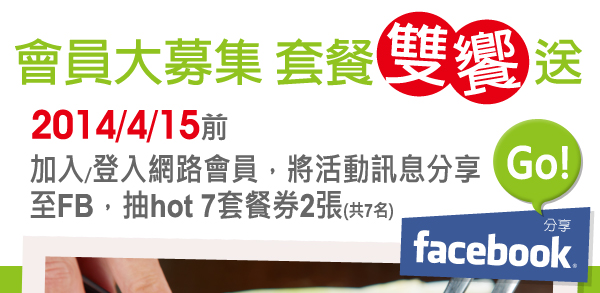 會員大募集 套餐雙饗送
2014/4/15前
加入/登入網路會員，將活動訊息分享
至FB，抽hot 7套餐券2張(共7名)
Go!
分享
facebook®